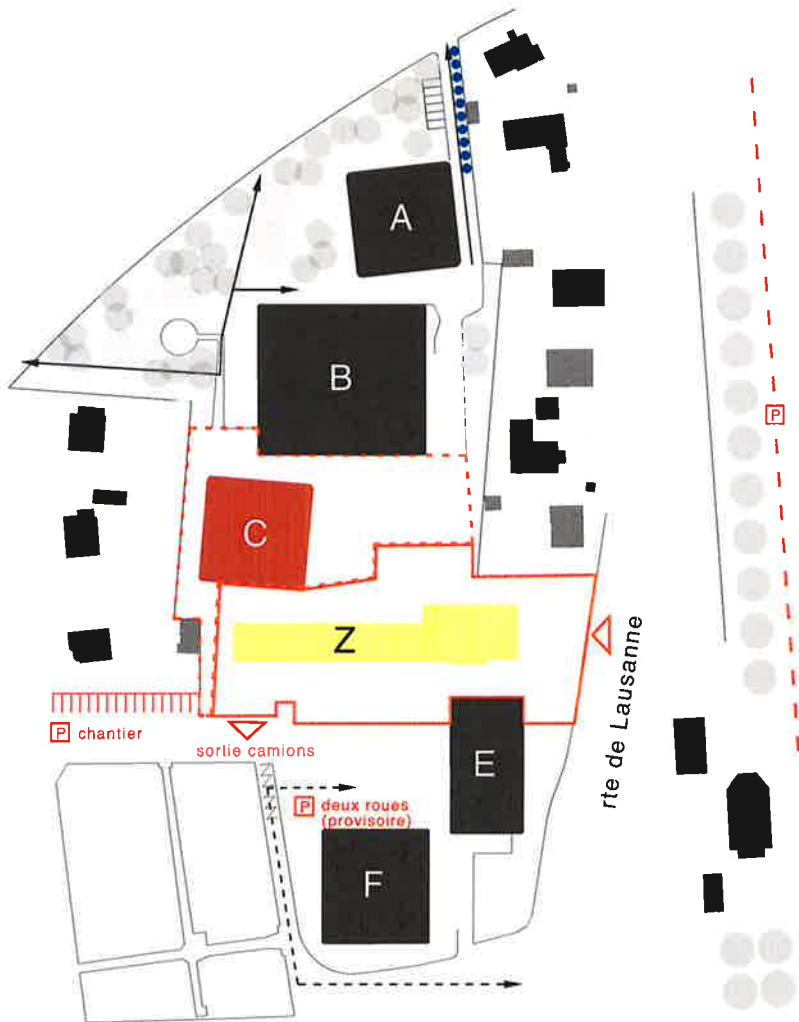 A
B
P
C
Z
rte de Lausanne
P chantier
sortie camions
E
P deux roues
(provisoire)
F